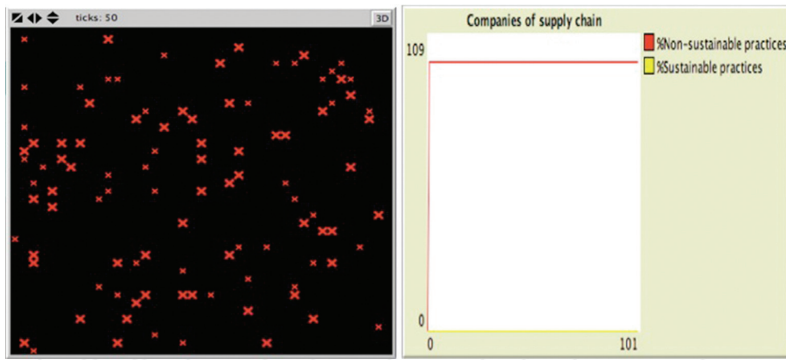 ticks: 50
3D
Companies of supply chain
109
0
0
101
%Non-sustainable practices
%Sustainable practices